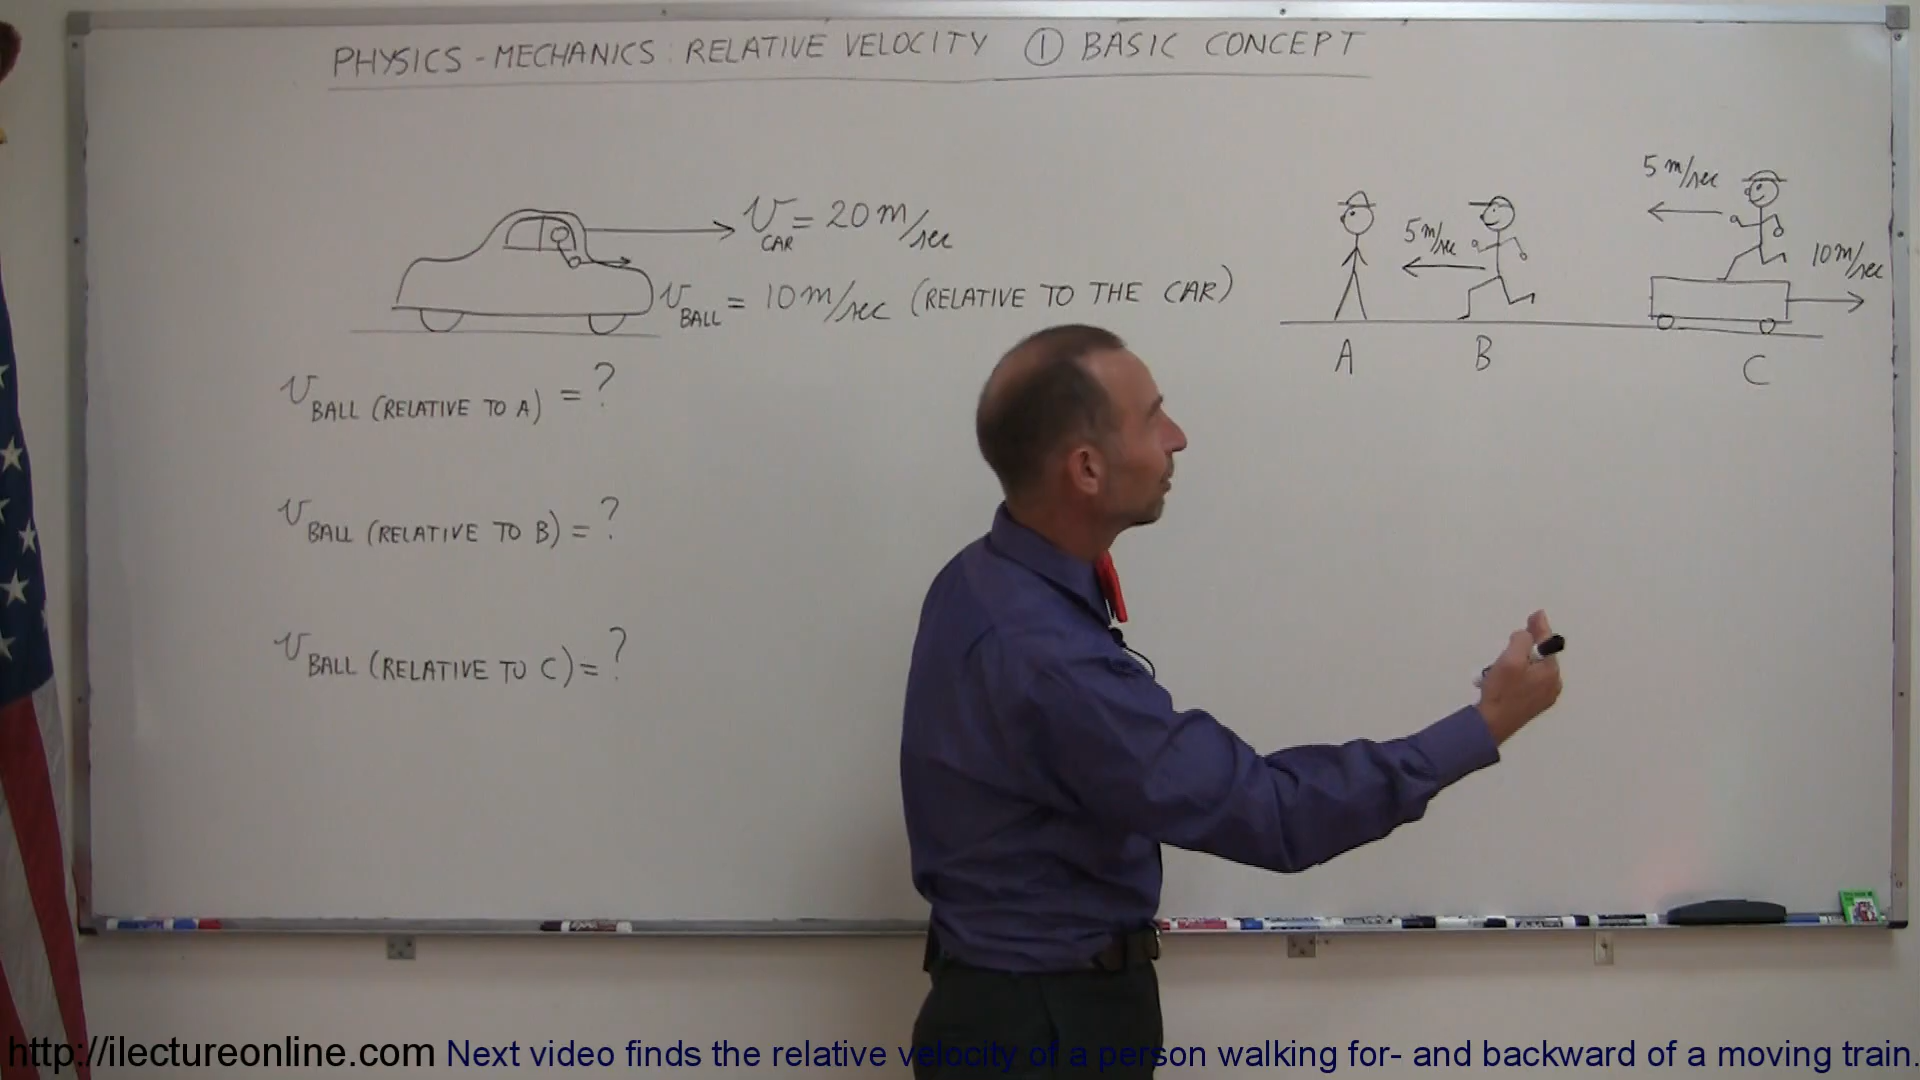 PHYSICS - MECHANICS: RELATIVE VELOCITY ① BASIC CONCEPT
V CAR = 20 m/sec
V BALL = 10 m/sec (RELATIVE TO THE CAR)
5 m/sec
5 m/sec
10 m/sec
A B C
V BALL (RELATIVE TO A) = ?
V BALL (RELATIVE TO B) = ?
V BALL (RELATIVE TO C) = ?
http://ilectureonline.com Next video finds the relative velocity of a person walking for- and backward of a moving train.